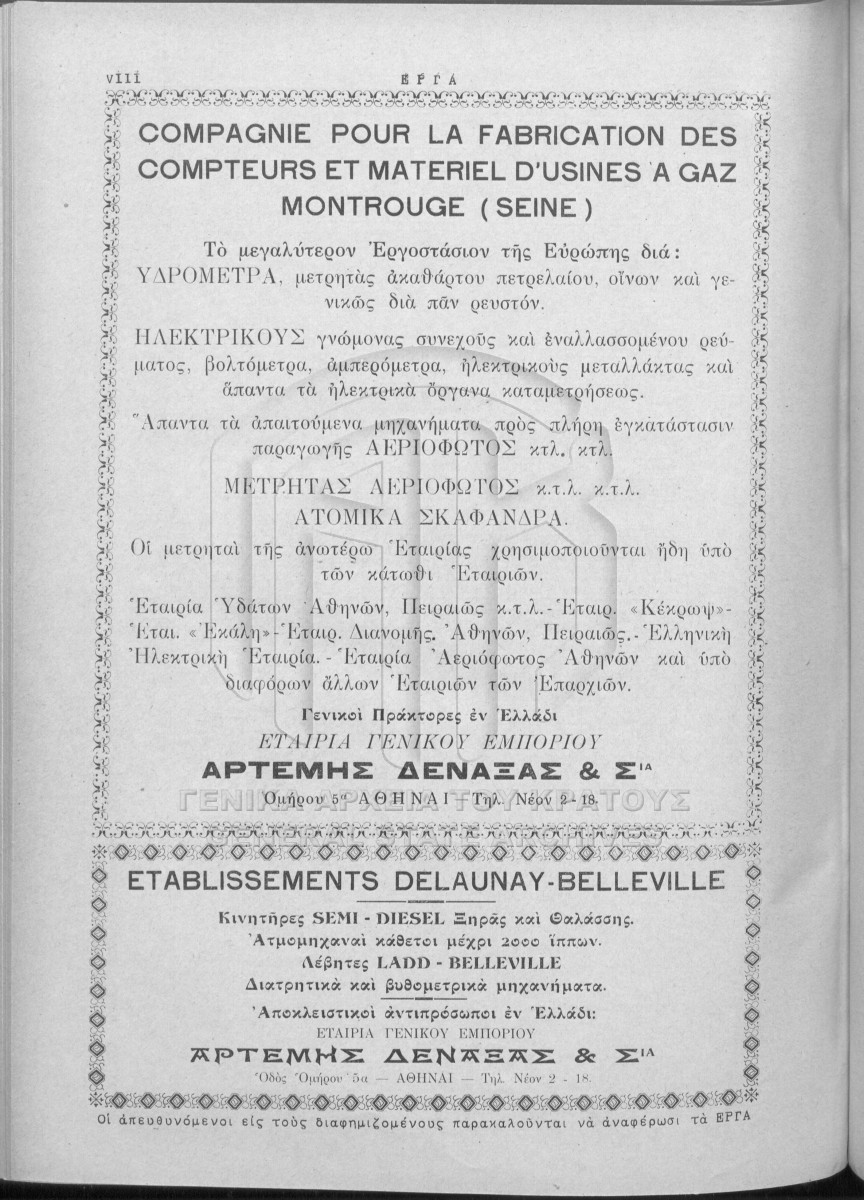 viii
ΕΡΓΑ
COMPAGNIE POUR LA FABRICATION DES
COMPTEURS ET MATERIEL D'USINES A GAZ
MONTROUGE ( SEINE )
Τὸ μεγαλύτερον Ἐργοστάσιον τῆς Εὐρώπης διά :
ΥΔΡΟΜΕΤΡΑ, μετρητὰς ἀκαθάρτου πετρελαίου, οἴνων καὶ γε-
νικῶς διὰ πᾶν ρευστόν.
ΗΛΕΚΤΡΙΚΟΥΣ γνώμονας συνεχοῦς καὶ ἐναλλασσομένου ρεύ-
ματος, βολτόμετρα, ἀμπερόμετρα, ἠλεκτρικοὺς μεταλλάκτας καὶ
ἅπαντα τὰ ἠλεκτρικὰ ὄργανα καταμετρήσεως.
Ἅπαντα τὰ ἀπαιτούμενα μηχανήματα πρὸς πλήρη ἐγκατάστασιν
παραγωγῆς ΑΕΡΙΟΦΩΤΟΣ κτλ. κτλ.
ΜΕΤΡΗΤΑΣ ΑΕΡΙΟΦΩΤΟΣ κ.τ.λ. κ.τ.λ.
ΑΤΟΜΙΚΑ ΣΚΑΦΑΝΔΡΑ.
Οἱ μετρηταὶ τῆς ἀνωτέρω Ἑταιρίας χρησιμοποιοῦνται ἤδη ὑπὸ
τῶν κάτωθι Ἑταιριῶν.
Ἑταιρία Ὑδάτων Ἀθηνῶν, Πειραιῶς κ.τ.λ.-Ἑταιρ. «Κέκρωψ»-
Ἑται. «Ἑκάλη»-Ἑταιρ. Διανομῆς, Ἀθηνῶν, Πειραιῶς.-Ἑλληνικὴ
Ἠλεκτρικὴ Ἑταιρία. - Ἑταιρία Ἀεριόφωτος Ἀθηνῶν καὶ ὑπὸ
διαφόρων ἄλλων Ἑταιριῶν τῶν Ἐπαρχιῶν.
Γενικοὶ Πράκτορες ἐν Ἑλλάδι
ΕΤΑΙΡΙΑ ΓΕΝΙΚΟΥ ΕΜΠΟΡΙΟΥ
ΑΡΤΕΜΗΣ ΔΕΝΑΞΑΣ & Σ<sup>ΙΑ</sup>
Ὁμήρου 5α ΑΘΗΝΑΙ - Τηλ. Νέον 2 - 18.
ΓΕΝΙΚΑ ΑΡΧΕΙΑ ΤΟΥ ΚΡΑΤΟΥΣ
GENERAL STATE ARCHIVES
ETABLISSEMENTS DELAUNAY-BELLEVILLE
Κινητῆρες SEMI - DIESEL Ξηρᾶς καὶ Θαλάσσης.
Ἀτμομηχαναὶ κάθετοι μέχρι 2000 ἵππων.
Λέβητες LADD - BELLEVILLE
Διατρητικὰ καὶ βυθομετρικὰ μηχανήματα.
Ἀποκλειστικοὶ ἀντιπρόσωποι ἐν Ἑλλάδι:
ΕΤΑΙΡΙΑ ΓΕΝΙΚΟΥ ΕΜΠΟΡΙΟΥ
ΑΡΤΕΜΗΣ ΔΕΝΑΞΑΣ & Σ<sup>ΙΑ</sup>
Ὁδὸς Ὁμήρου 5α — ΑΘΗΝΑΙ — Τηλ. Νέον 2 - 18.
Οἱ ἀπευθυνόμενοι εἰς τοὺς διαφημιζομένους παρακαλοῦνται νὰ ἀναφέρωσι τὰ ΕΡΓΑ